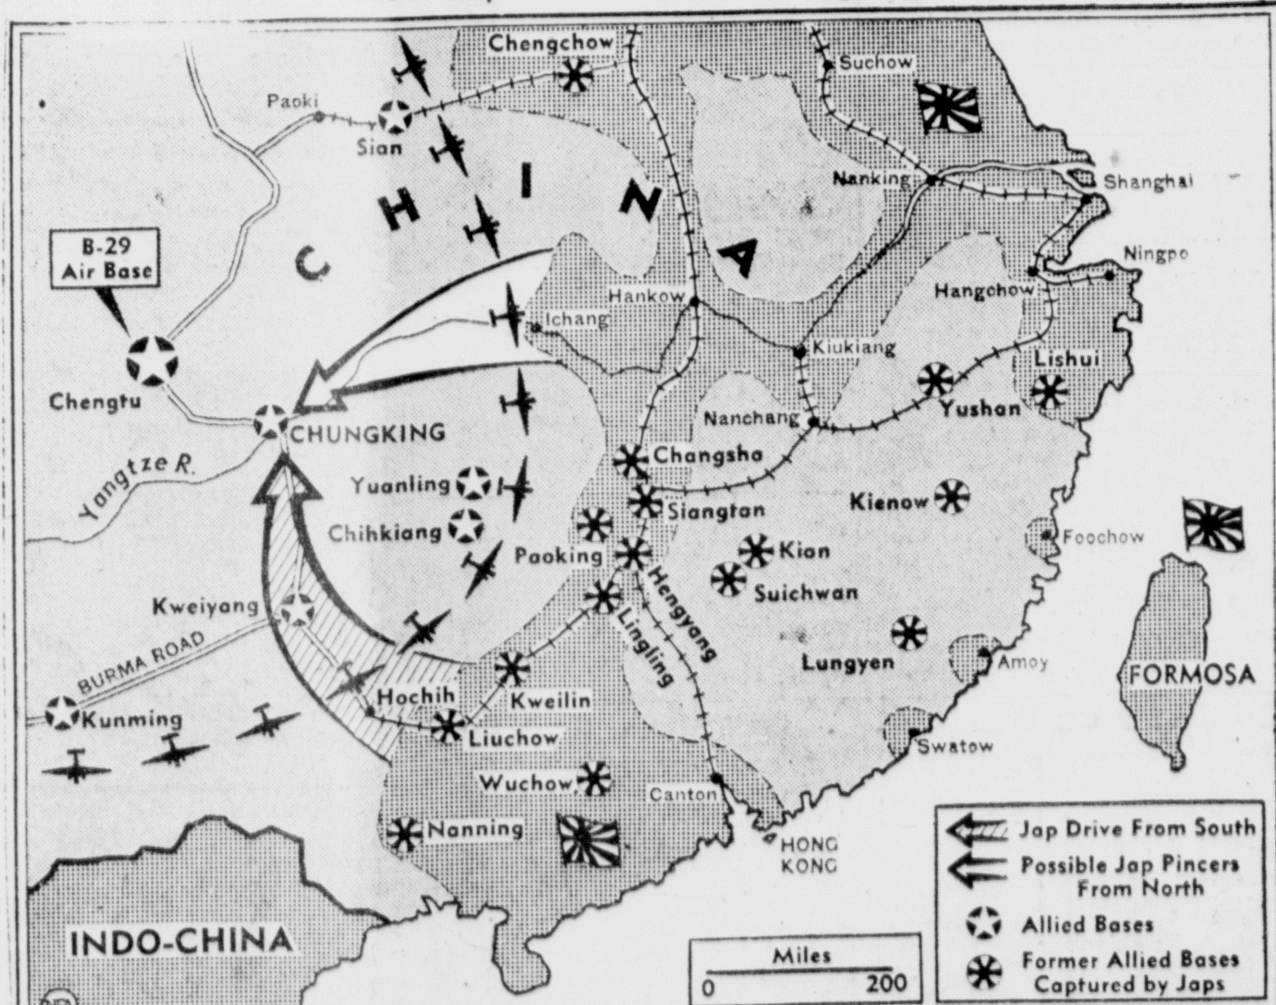 Chengchow
Suchow
Paoki
Sian
CHINA
Nanking
Shanghai
B-29
Air Base
Ningpo
Hankow
Hangchow
Ichang
Kiukiang
Lishui
Chengtu
Yushan
Nanchang
CHUNGKING
Changsha
Yangtze R.
Yuanling
Kienow
Siangtan
Chihkiang
Paoking
Kian
Foochow
Hengyang
Suichwan
Kweiyang
Lingling
BURMA ROAD
Lungyen
Amoy
FORMOSA
Hochih
Kweilin
Kunming
Liuchow
Swatow
Wuchow
Canton
Nanning
HONG
KONG
INDO-CHINA
Jap Drive From South
Possible Jap Pincers
From North
Allied Bases
Former Allied Bases
Captured by Japs
Miles
0 200